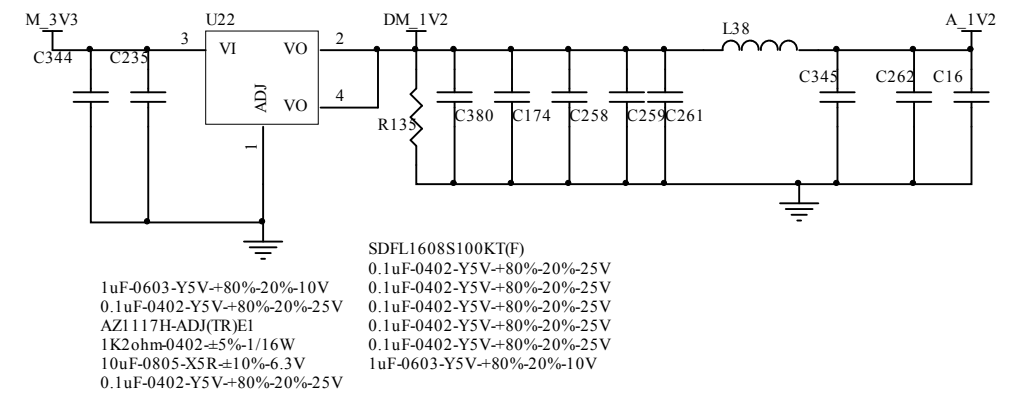 M_3V3
U22
DM_1V2
A_1V2
L38
3
VI
VO
2
C344
C235
C345
C262
C16
ADJ
VO
4
R135
C380
C174
C258
C259
C261
1
SDFL1608S100KT(F)
0.1uF-0402-Y5V-+80%-20%-25V
0.1uF-0402-Y5V-+80%-20%-25V
0.1uF-0402-Y5V-+80%-20%-25V
0.1uF-0402-Y5V-+80%-20%-25V
0.1uF-0402-Y5V-+80%-20%-25V
1uF-0603-Y5V-+80%-20%-10V
1uF-0603-Y5V-+80%-20%-10V
0.1uF-0402-Y5V-+80%-20%-25V
AZ1117H-ADJ(TR)E1
1K2ohm-0402-±5%-1/16W
10uF-0805-X5R-±10%-6.3V
0.1uF-0402-Y5V-+80%-20%-25V